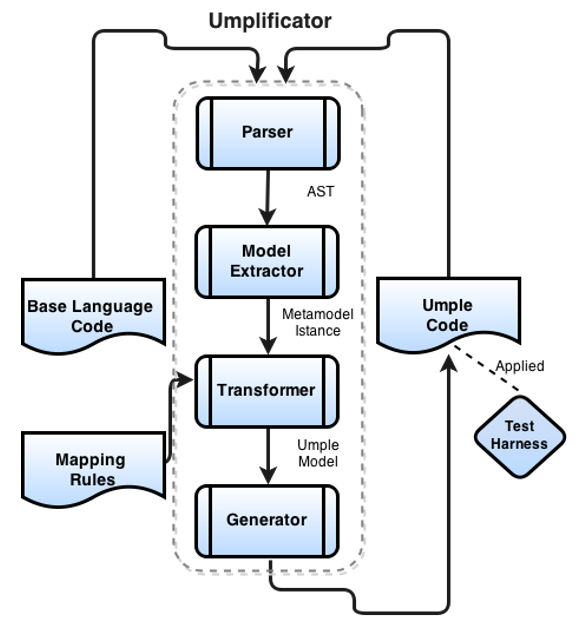 Umplificator
Parser
AST
Model
Extractor
Base Language
Code
Metamodel
Istance
Umple
Code
Transformer
Applied
Mapping
Rules
Umple
Model
Test
Harness
Generator